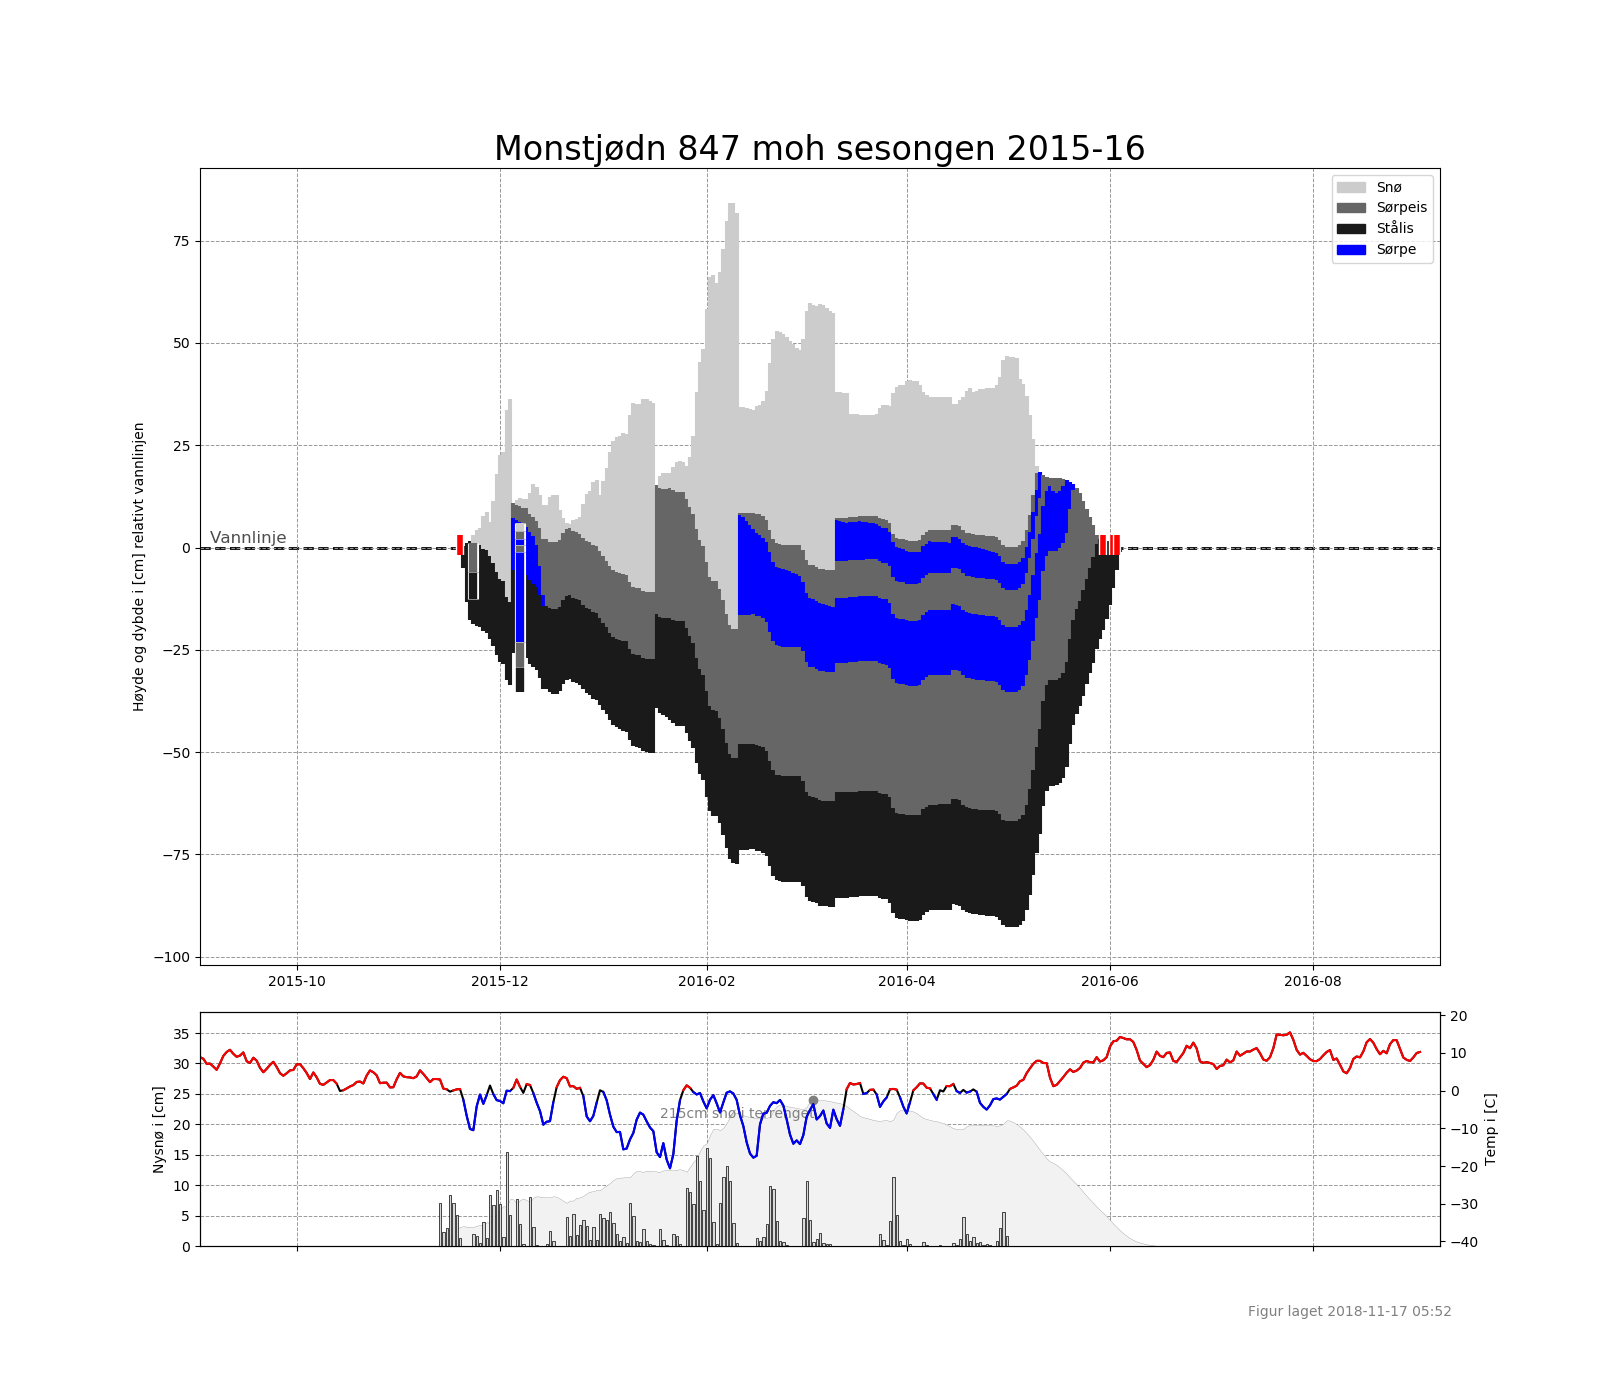 Monstjødn 847 moh sesongen 2015-16
Snø
Sørpeis
Stålis
Sørpe
75
50
25
0
−25
−50
−75
−100
Høyde og dybde i [cm] relativt vannlinjen
Vannlinje
2015-10 2015-12 2016-02 2016-04 2016-06 2016-08
35
30
25
20
15
10
5
0
Nysnø i [cm]
215cm snø i terrenget
20
10
0
−10
−20
−30
−40
Temp i [C]
Figur laget 2018-11-17 05:52